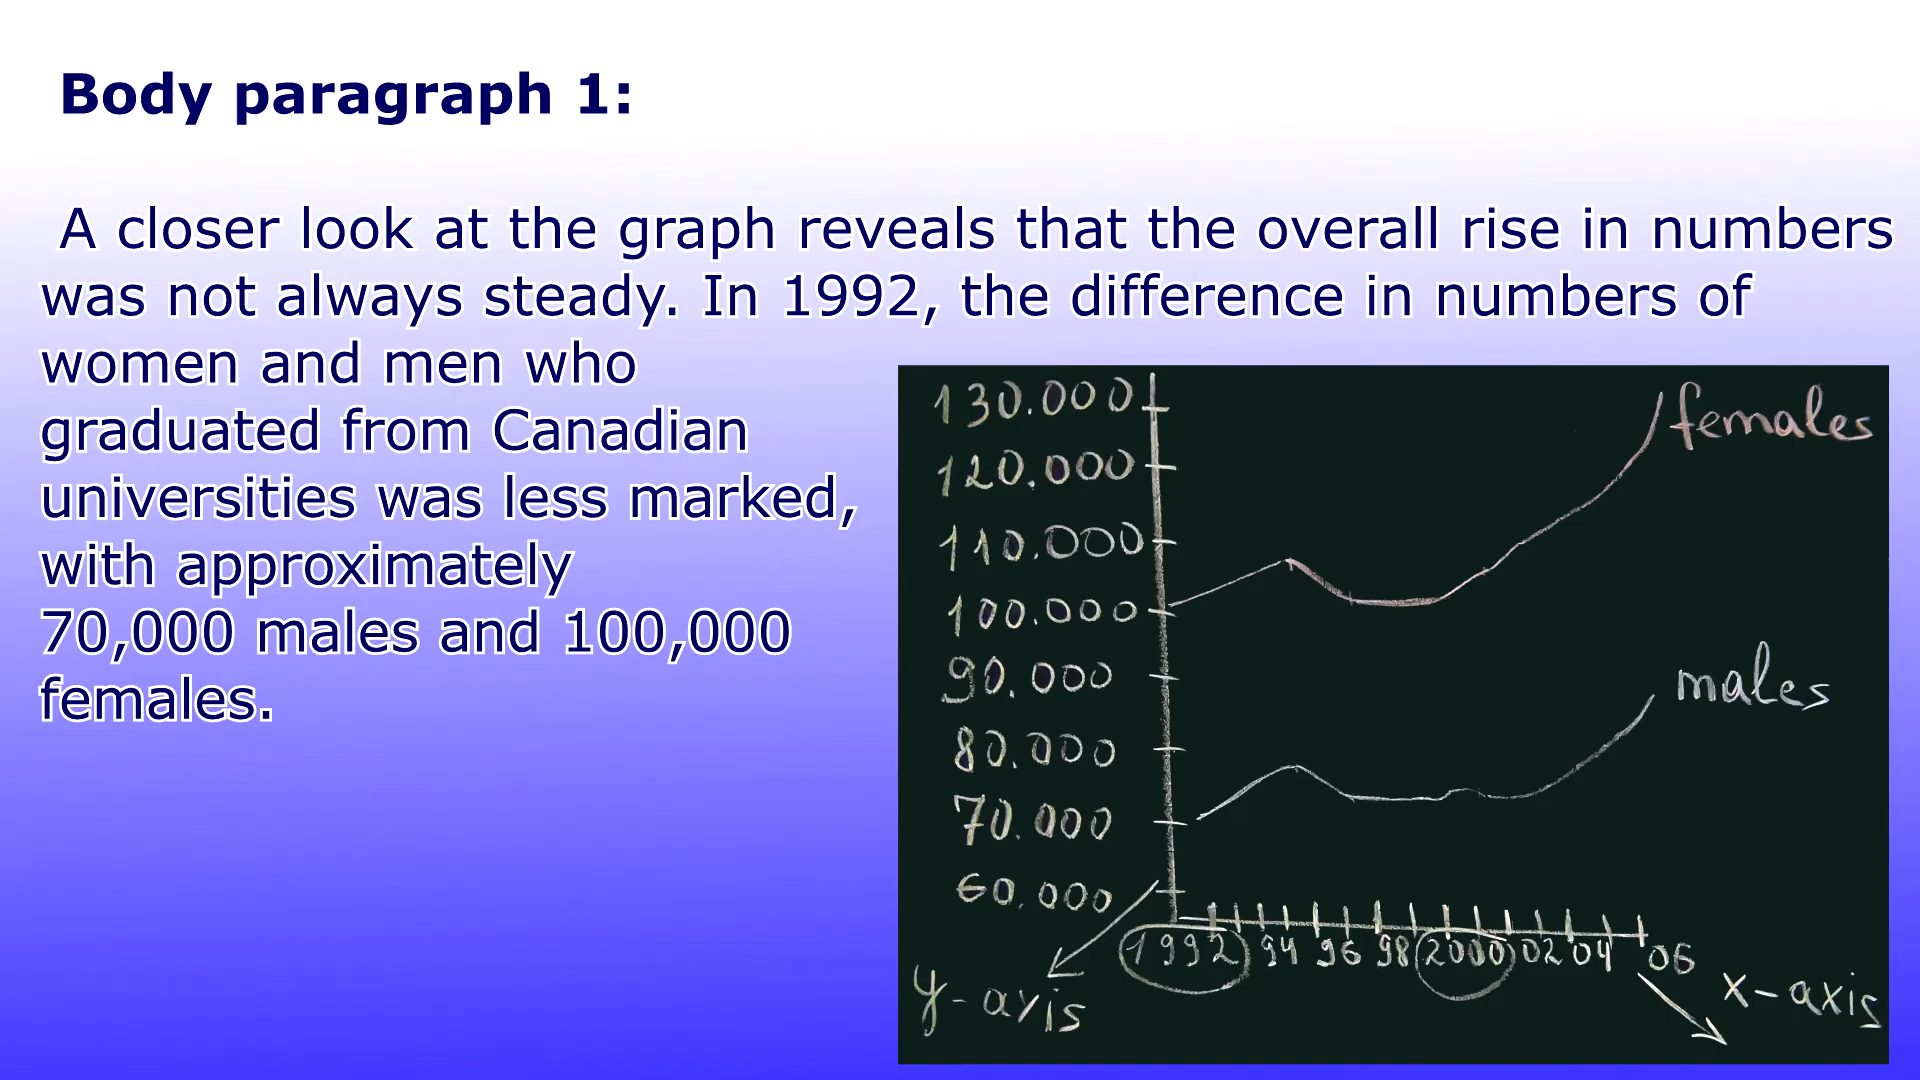 Body paragraph 1:
A closer look at the graph reveals that the overall rise in numbers
was not always steady. In 1992, the difference in numbers of
women and men who
graduated from Canadian
universities was less marked,
with approximately
70,000 males and 100,000
females.
130.000
females
120.000
110.000
100.000
90.000
males
80.000
70.000
60.000
1992 94 96 98 2000 02 04 06
y-axis
x-axis